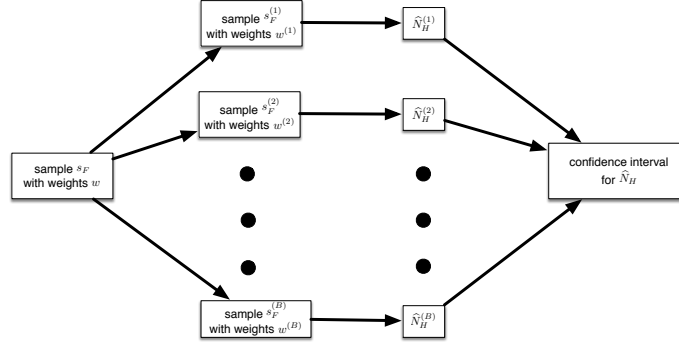 sample $s_F^{(1)}$
with weights $w^{(1)}$
$\widehat{N}_H^{(1)}$
sample $s_F^{(2)}$
with weights $w^{(2)}$
$\widehat{N}_H^{(2)}$
sample $s_F$
with weights $w$
confidence interval
for $\widehat{N}_H$
sample $s_F^{(B)}$
with weights $w^{(B)}$
$\widehat{N}_H^{(B)}$